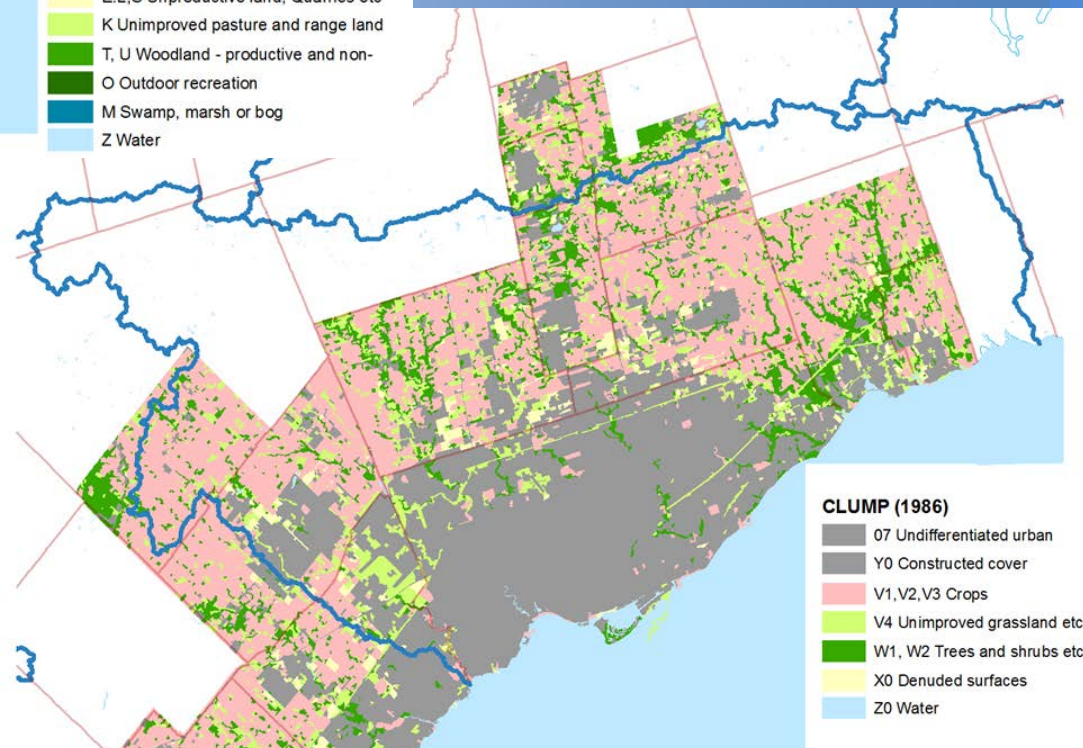 K Unimproved pasture and range land
T, U Woodland - productive and non-
O Outdoor recreation
M Swamp, marsh or bog
Z Water
CLUMP (1986)
07 Undifferentiated urban
Y0 Constructed cover
V1,V2,V3 Crops
V4 Unimproved grassland etc
W1, W2 Trees and shrubs etc
X0 Denuded surfaces
Z0 Water